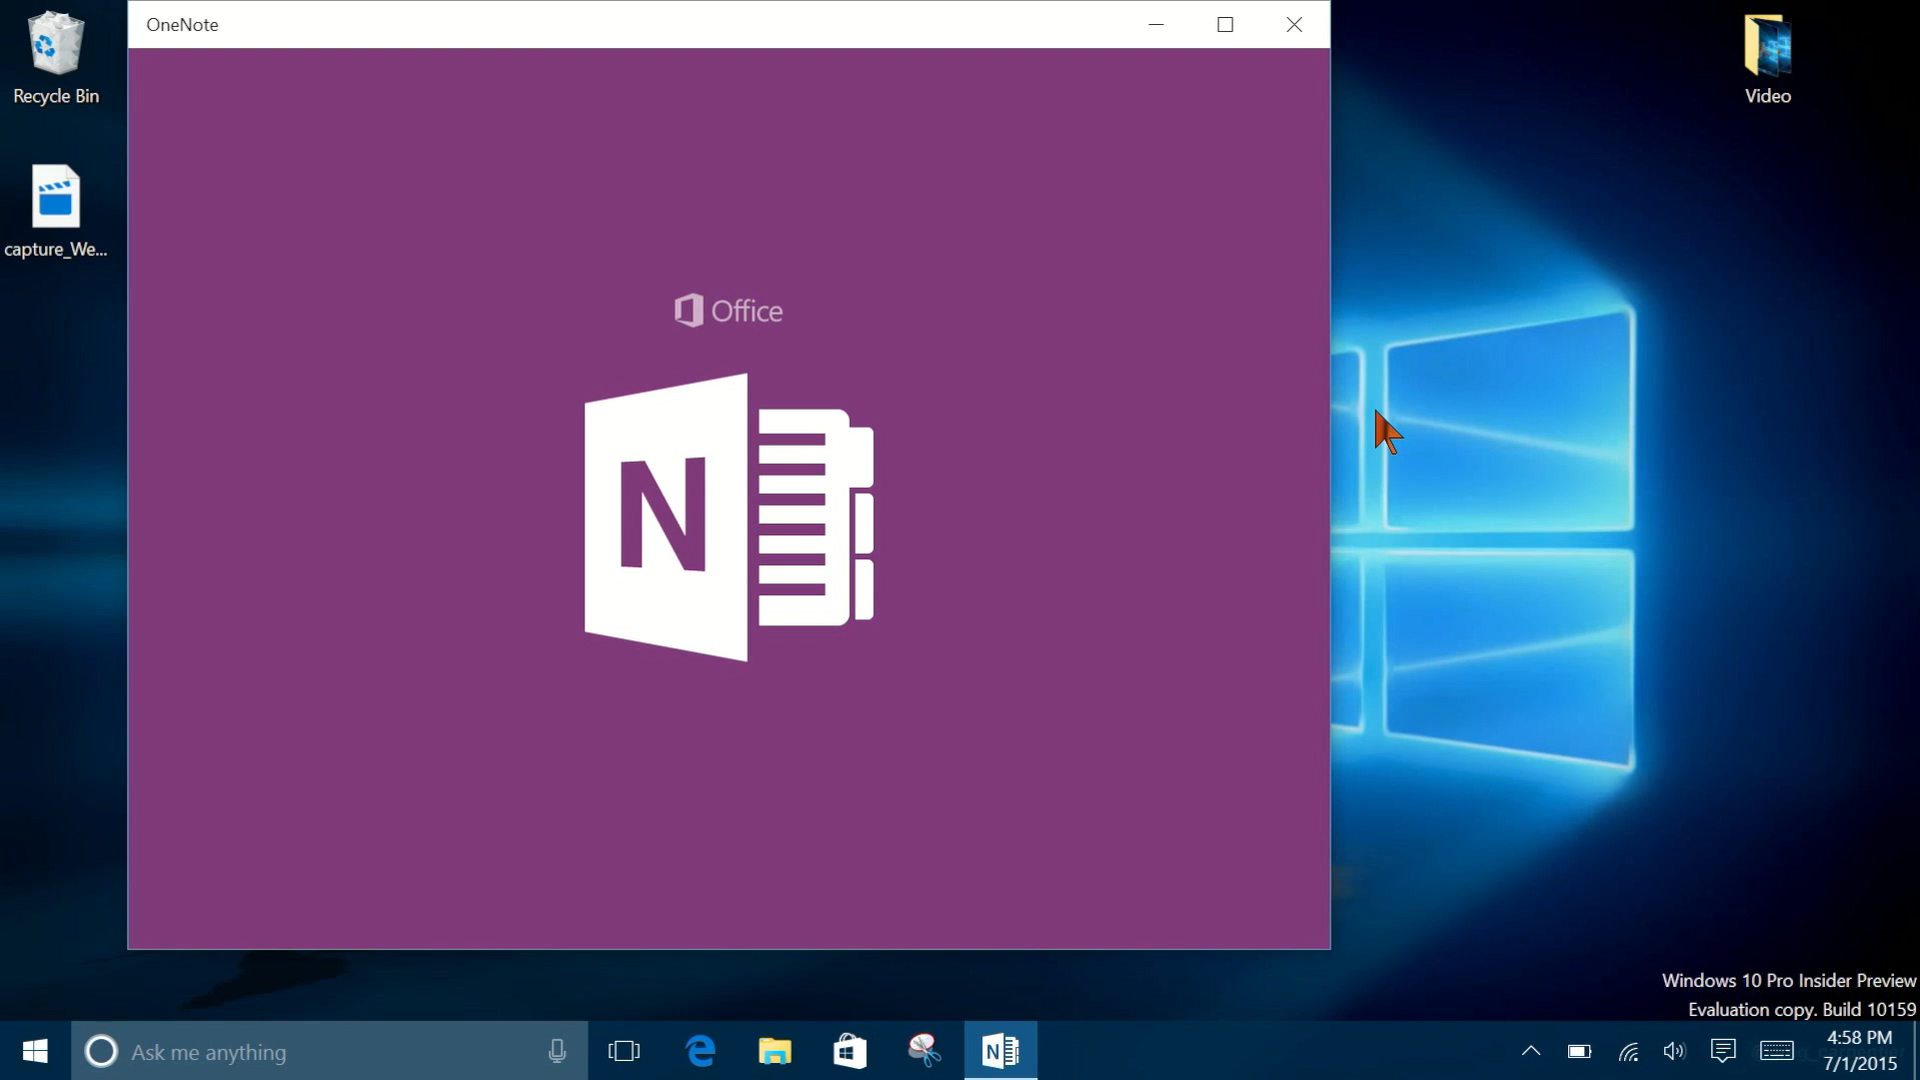 OneNote
Recycle Bin
Video
capture_We...
Office
N
Windows 10 Pro Insider Preview
Evaluation copy. Build 10159
Ask me anything
N
4:58 PM
7/1/2015